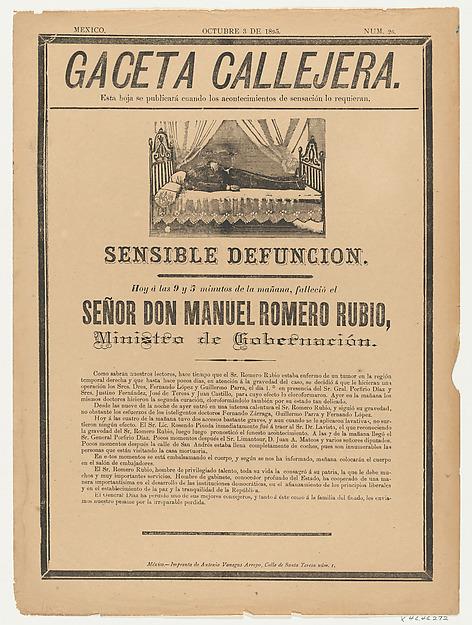 MEXICO. OCTUBRE 3 DE 1895. NUM. 26.
GACETA CALLEJERA.
Esta hoja se publicará cuando los acontecimientos de sensación lo requieran.
SENSIBLE DEFUNCION.
Hoy á las 9 y 5 minutos de la mañana, falleció el
SEÑOR DON MANUEL ROMERO RUBIO,
Ministro de Gobernación.
Como sabrán nuestros lectores, hace tiempo que el Sr. Romero Rubio estaba enfermo de un tumor en la región
temporal derecha y que hasta hace pocos dias, en atención á la gravedad del caso, se decidió á que le hicieran una
operación los Sres. Dres. Fernando López y Guillermo Parra, el día 1.º en presencia del Sr. Gral. Porfirio Diaz y
Sres. Justino Fernández, José de Teresa y Juan Castillo, para cuyo efecto lo cloroformaron. Ayer en la mañana los
mismos doctores hicieron la segunda curación, cloroformándolo también por su estado tan delicado.
Desde las nueve de la noche de ayer entró en una intensa calentura el Sr. Romero Rubio, y siguió su gravedad,
no obstante los esfuerzos de los inteligentes doctores Fernando Zárraga, Guillermo Parra y Fernando López.
Hoy á las cuatro de la mañana tuvo dos accesos bastante graves, y aun cuando se le aplicaron lavativas, no sur-
tieron ningún efecto. El Sr. Lic. Rosendo Pineda inmediatamente fué á traer al Sr. Dr. Lavista, el que reconociendo
la gravedad del Sr. Romero Rubio, luego luego pronosticó el funesto acontecimiento. A las 7 de la mañana llegó el
Sr. General Porfirio Diaz. Pocos momentos después el Sr. Limantour, D. Juan A. Mateos y varios señores diputados.
Pocos momentos después la calle de San Andrés estaba llena completamente de coches, pues son innumerables las
personas que están visitando la casa mortuoria.
En estos momentos se está embalsamando el cuerpo, y según se nos ha informado, mañana colocarán el cuerpo
en el salón de embajadores.
El Sr. Romero Rubio, hombre de privilegiado talento, toda su vida la consagró á su patria, la que le debe mu-
chos y muy importantes servicios. Hombre de gabinete, conocedor profundo del Estado, ha cooperado de una ma-
nera importantísima en el desarrollo de las instituciones democráticas, en el afianzamiento de los principios liberales
y en el establecimiento de la paz y la tranquilidad de la República.
El General Diaz ha perdido uno de sus mejores consejeros, y tanto á éste como á la familia del finado, les envia-
mos nuestro pesame por la irreparable pérdida.
México.—Imprenta de Antonio Vanegas Arroyo, Calle de Santa Teresa núm. 1.